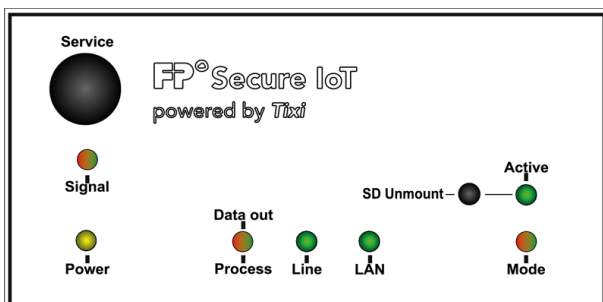 Service
FP Secure IoT
powered by Tixi
Signal
Active
SD Unmount
Data out
Power
Process
Line
LAN
Mode